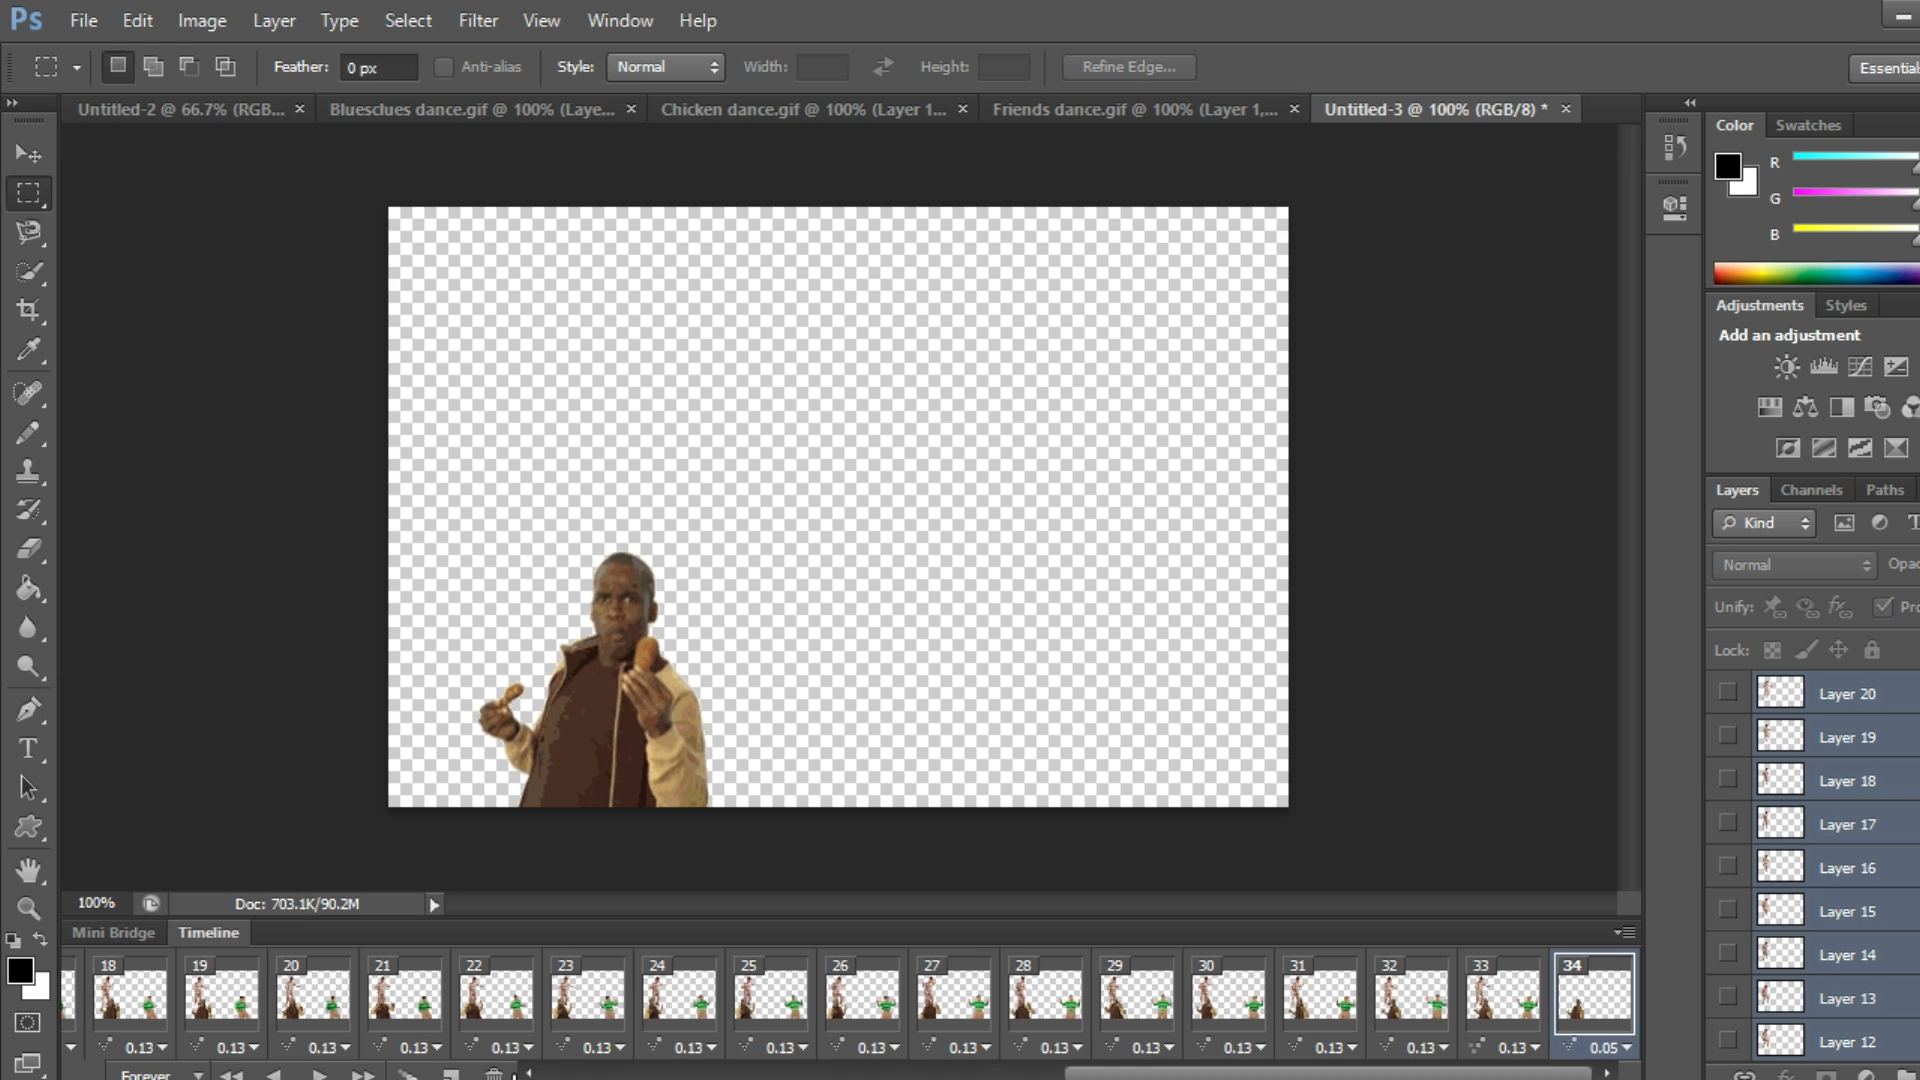 Ps File Edit Image Layer Type Select Filter View Window Help
Feather: 0 px Anti-alias Style: Normal Width: Height: Refine Edge... Essential
Untitled-2 @ 66.7% (RGB... × Bluesclues dance.gif @ 100% (Laye... × Chicken dance.gif @ 100% (Layer 1... × Friends dance.gif @ 100% (Layer 1,... × Untitled-3 @ 100% (RGB/8) * ×
Color Swatches
R
G
B
Adjustments Styles
Add an adjustment
Layers Channels Paths
Kind
Normal Opac
Unify: Pro
Lock:
Layer 20
Layer 19
Layer 18
Layer 17
Layer 16
Layer 15
Layer 14
Layer 13
Layer 12
100% Doc: 703.1K/90.2M
Mini Bridge Timeline
18 19 20 21 22 23 24 25 26 27 28 29 30 31 32 33 34
0.13 0.13 0.13 0.13 0.13 0.13 0.13 0.13 0.13 0.13 0.13 0.13 0.13 0.13 0.13 0.13 0.05
Forever